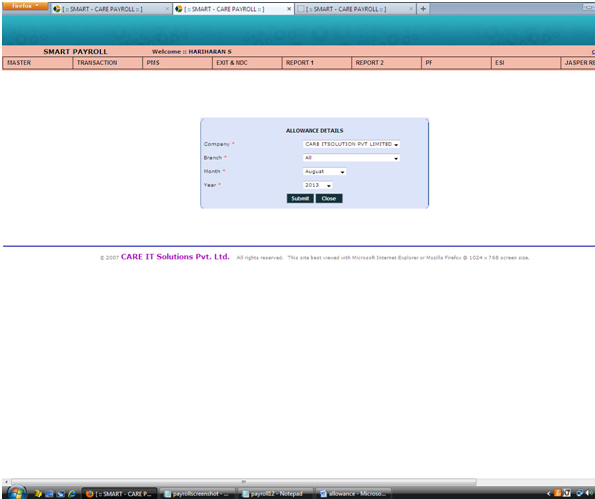 Firefox
[ :: SMART - CARE PAYROLL :: ] [ :: SMART - CARE PAYROLL :: ] [ :: SMART - CARE PAYROLL :: ]
SMART PAYROLL Welcome :: HARIHARAN S
MASTER TRANSACTION PMS EXIT & NDC REPORT 1 REPORT 2 PF ESI JASPER RE
ALLOWANCE DETAILS
Company * CARE ITSOLUTION PVT LIMITED
Branch * All
Month * August
Year * 2013
Submit Close
© 2007 CARE IT Solutions Pvt. Ltd. All rights reserved. This site best viewed with Microsoft Internet Explorer or Mozilla Firefox @ 1024 x 768 screen size.
[ :: SMART - CARE P... payrollscreenshot - ... payroll12 - Notepad allowance - Microso...